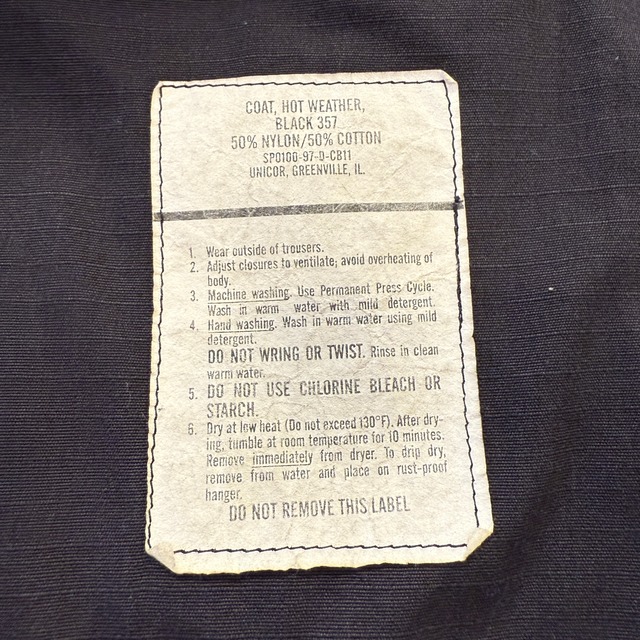 COAT, HOT WEATHER,
BLACK 357
50% NYLON/50% COTTON
SPO100-97-D-CB11
UNICOR, GREENVILLE, IL.
1. Wear outside of trousers.
2. Adjust closures to ventilate; avoid overheating of
body.
3. Machine washing. Use Permanent Press Cycle.
Wash in warm water with mild detergent.
4. Hand washing. Wash in warm water using mild
detergent.
DO NOT WRING OR TWIST. Rinse in clean
warm water.
5. DO NOT USE CHLORINE BLEACH OR
STARCH.
6. Dry at low heat (Do not exceed 130°F). After dry-
ing, tumble at room temperature for 10 minutes.
Remove immediately from dryer. To drip dry,
remove from water and place on rust-proof
hanger.
DO NOT REMOVE THIS LABEL